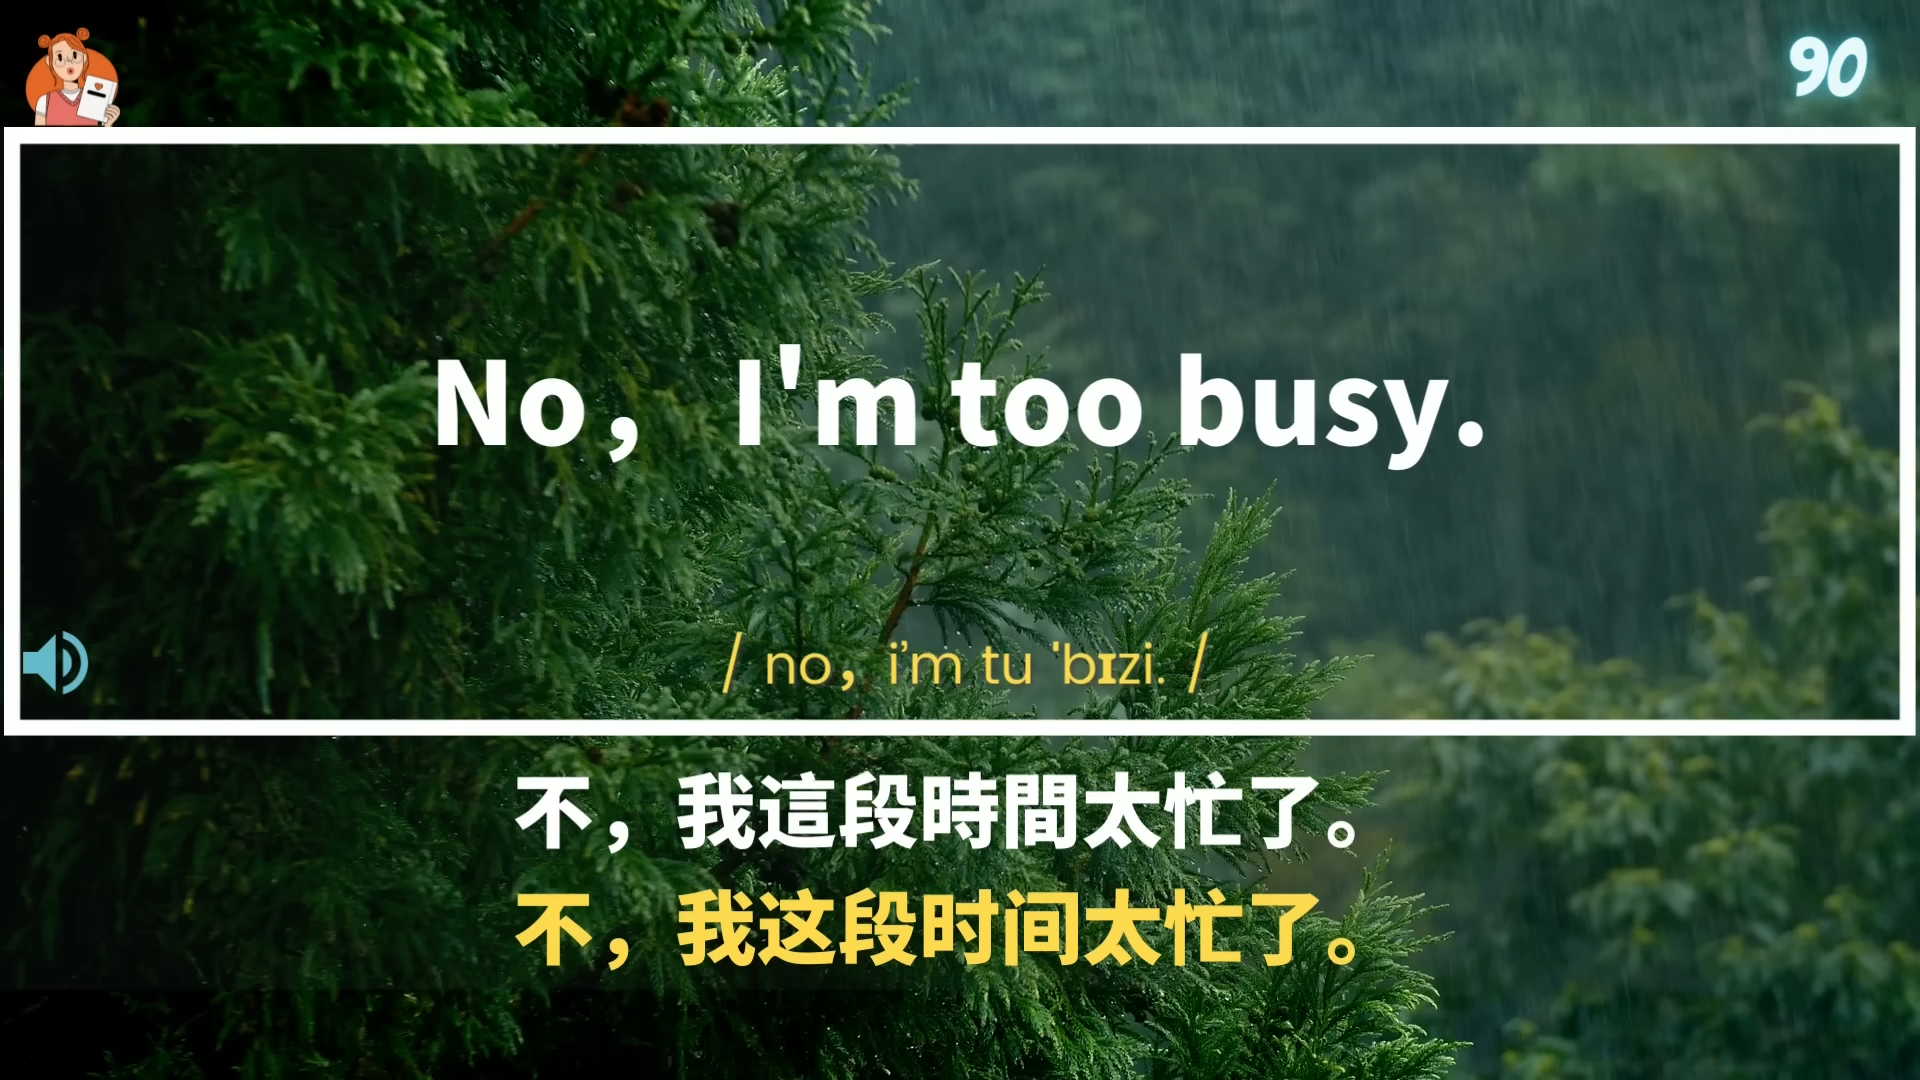 90
No， I'm too busy.
/ no，i'm tu ˈbɪzi. /
不，我這段時間太忙了。
不，我这段时间太忙了。